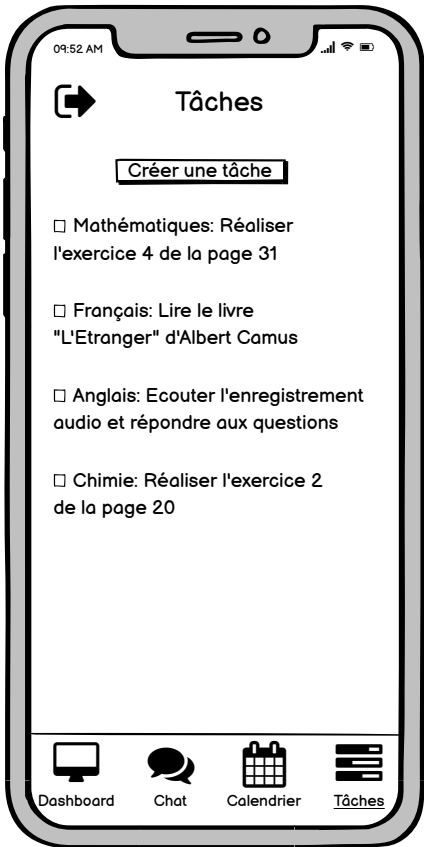 09:52 AM
Tâches
Créer une tâche
Mathématiques: Réaliser
l'exercice 4 de la page 31
Français: Lire le livre
"L'Etranger" d'Albert Camus
Anglais: Ecouter l'enregistrement
audio et répondre aux questions
Chimie: Réaliser l'exercice 2
de la page 20
Dashboard Chat Calendrier Tâches